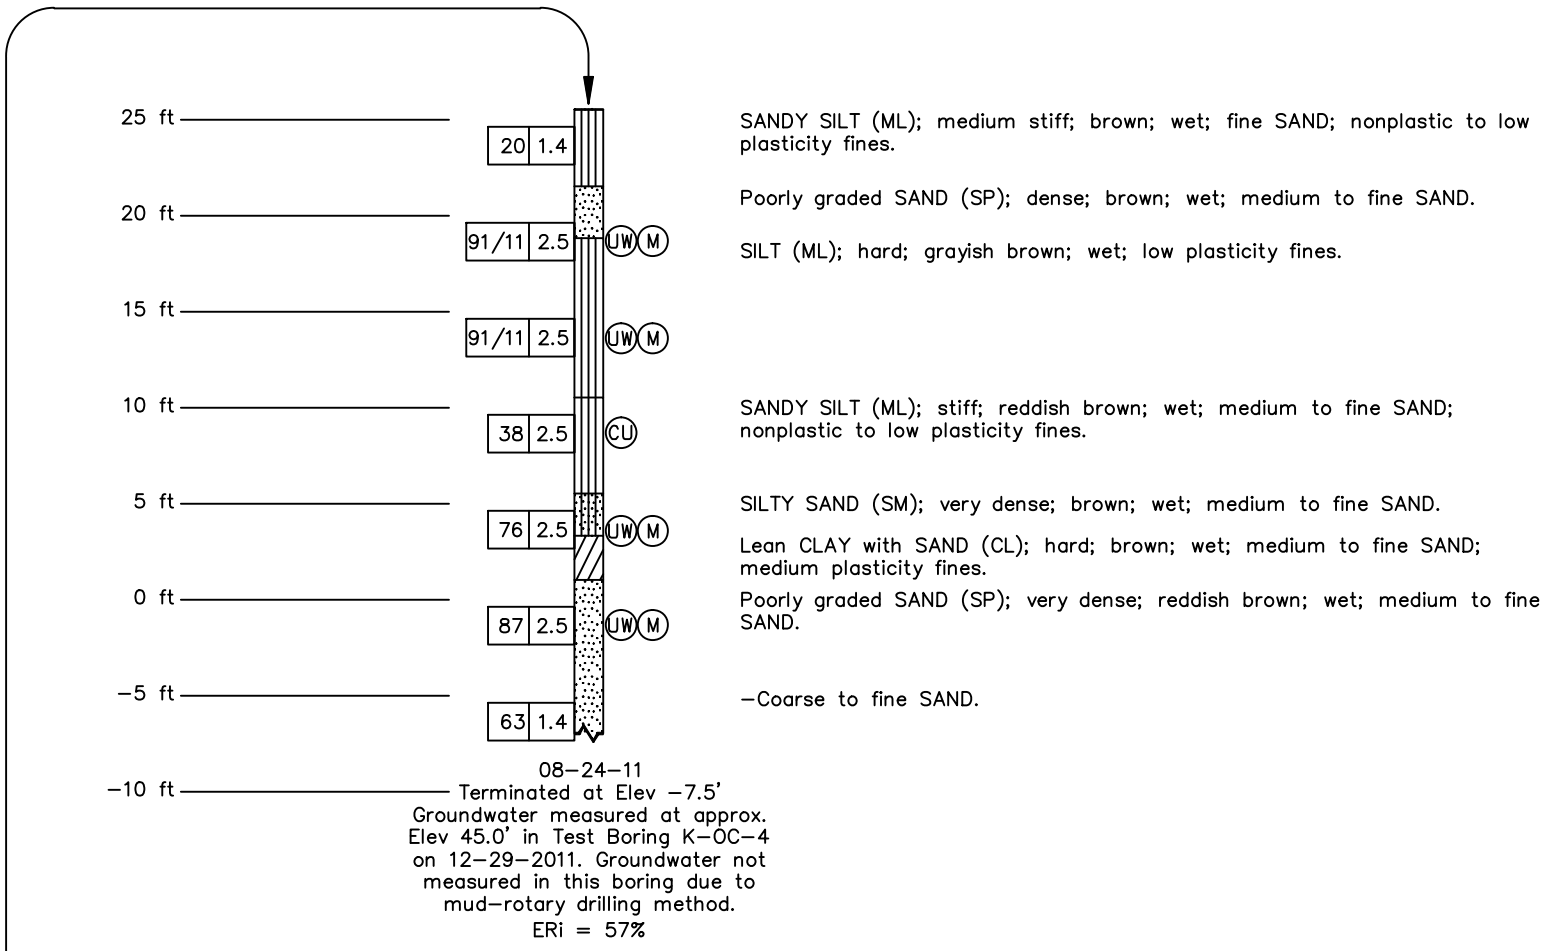 25 ft
SANDY SILT (ML); medium stiff; brown; wet; fine SAND; nonplastic to low
plasticity fines.
20 1.4
Poorly graded SAND (SP); dense; brown; wet; medium to fine SAND.
20 ft
91/11 2.5 UW M
SILT (ML); hard; grayish brown; wet; low plasticity fines.
15 ft
91/11 2.5 UW M
10 ft
SANDY SILT (ML); stiff; reddish brown; wet; medium to fine SAND;
nonplastic to low plasticity fines.
38 2.5 CU
5 ft
SILTY SAND (SM); very dense; brown; wet; medium to fine SAND.
76 2.5 UW M
Lean CLAY with SAND (CL); hard; brown; wet; medium to fine SAND;
medium plasticity fines.
0 ft
Poorly graded SAND (SP); very dense; reddish brown; wet; medium to fine
SAND.
87 2.5 UW M
-5 ft
-Coarse to fine SAND.
63 1.4
08-24-11
-10 ft
Terminated at Elev -7.5'
Groundwater measured at approx.
Elev 45.0' in Test Boring K-OC-4
on 12-29-2011. Groundwater not
measured in this boring due to
mud-rotary drilling method.
ERi = 57%